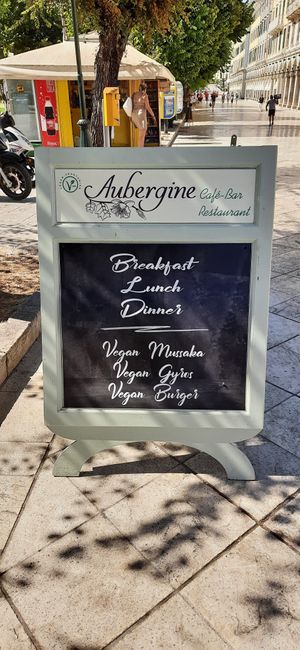 Aubergine Café-Bar
Restaurant
Breakfast
Lunch
Dinner
Vegan Mussaka
Vegan Gyros
Vegan Burger